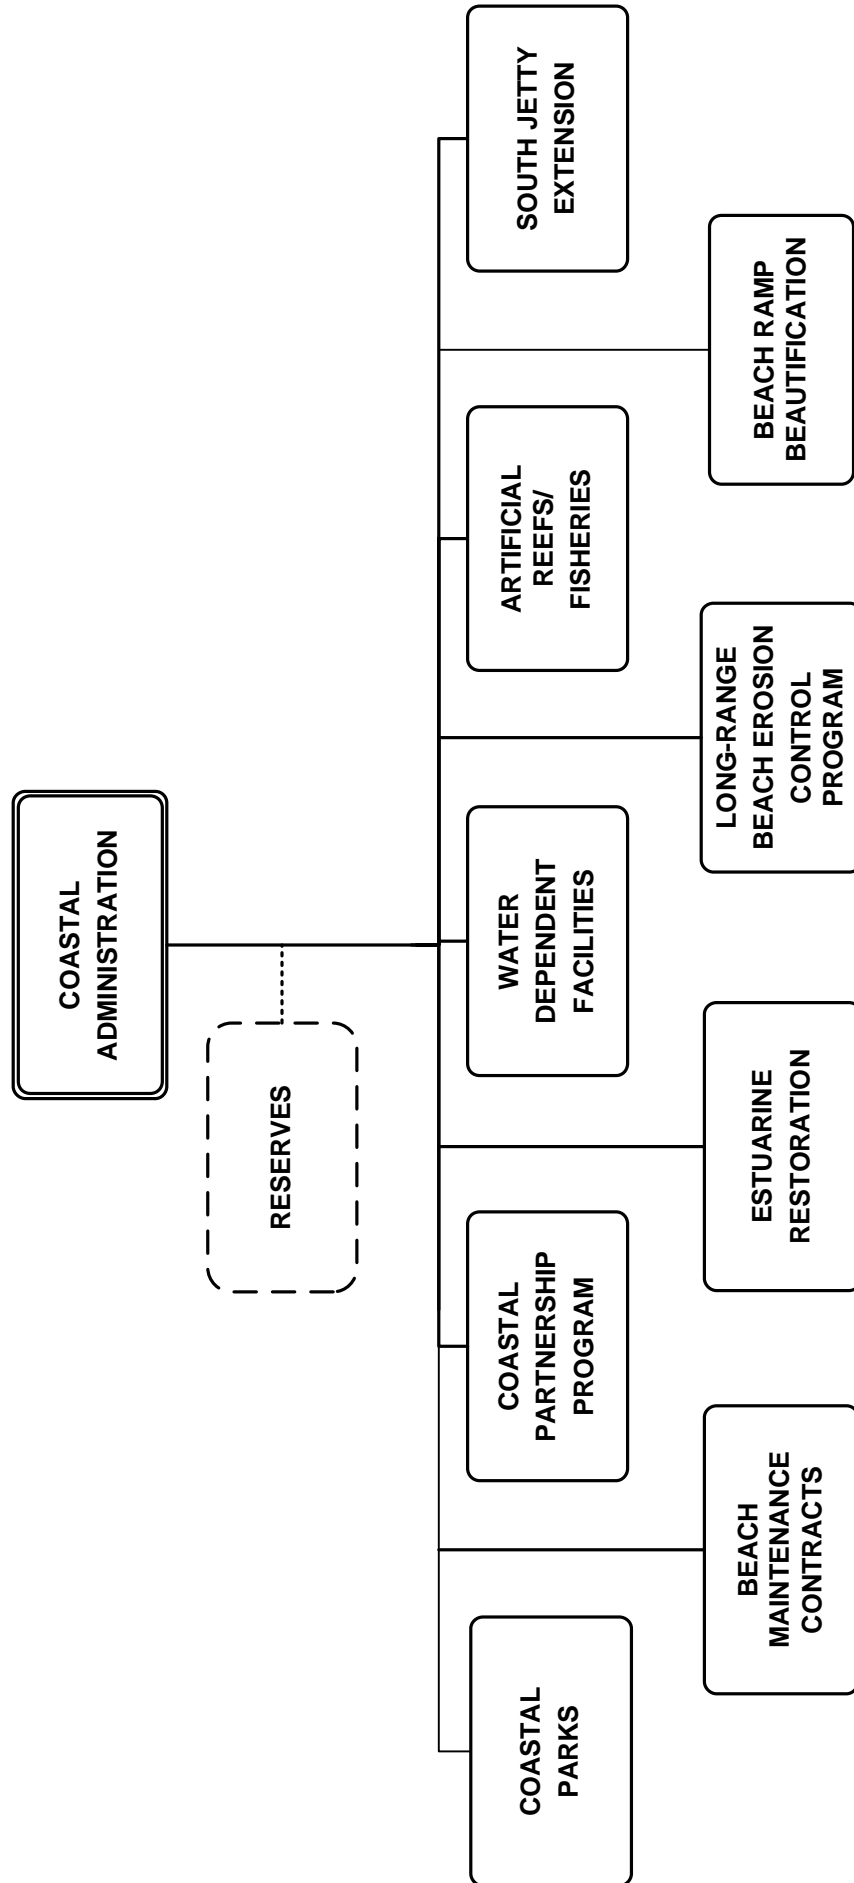 COASTAL
ADMINISTRATION
RESERVES
COASTAL
PARKS
COASTAL
PARTNERSHIP
PROGRAM
WATER
DEPENDENT
FACILITIES
ARTIFICIAL
REEFS/
FISHERIES
SOUTH JETTY
EXTENSION
BEACH
MAINTENANCE
CONTRACTS
ESTUARINE
RESTORATION
LONG-RANGE
BEACH EROSION
CONTROL
PROGRAM
BEACH RAMP
BEAUTIFICATION